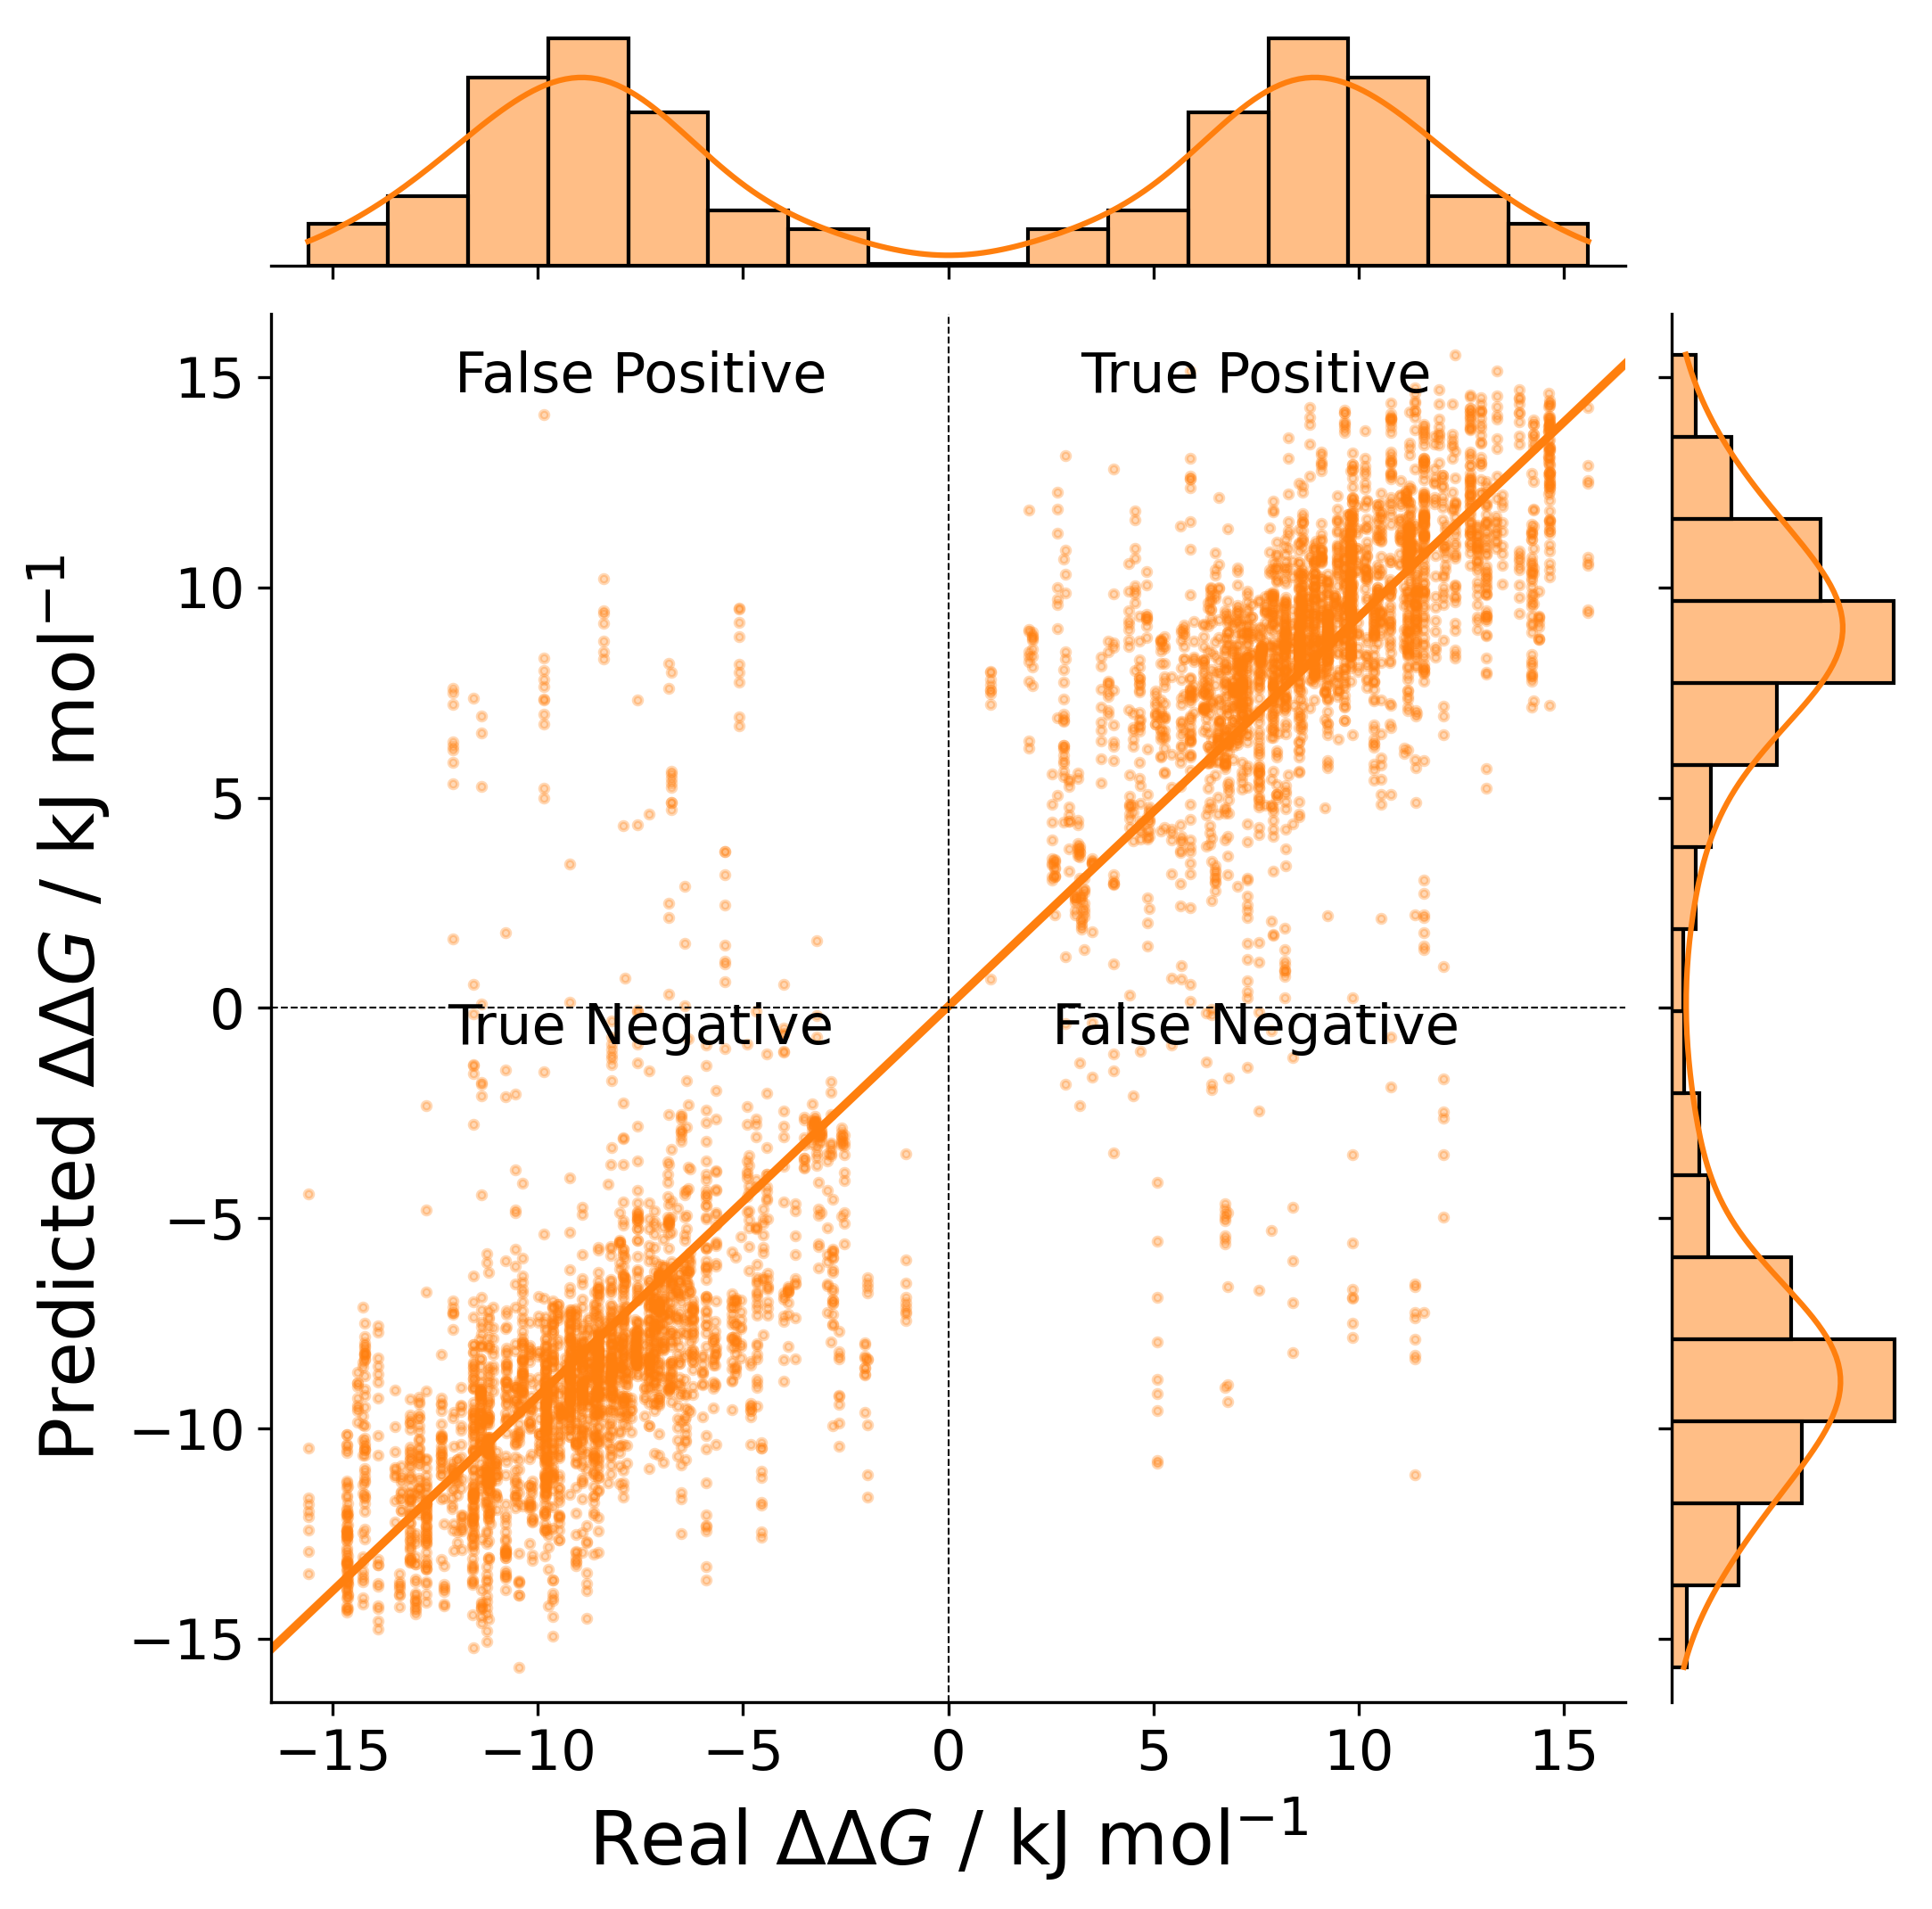 False Positive True Positive
True Negative False Negative
15
10
5
0
−5
−10
−15
−15 −10 −5 0 5 10 15
Predicted ΔΔG / kJ mol⁻¹
Real ΔΔG / kJ mol⁻¹